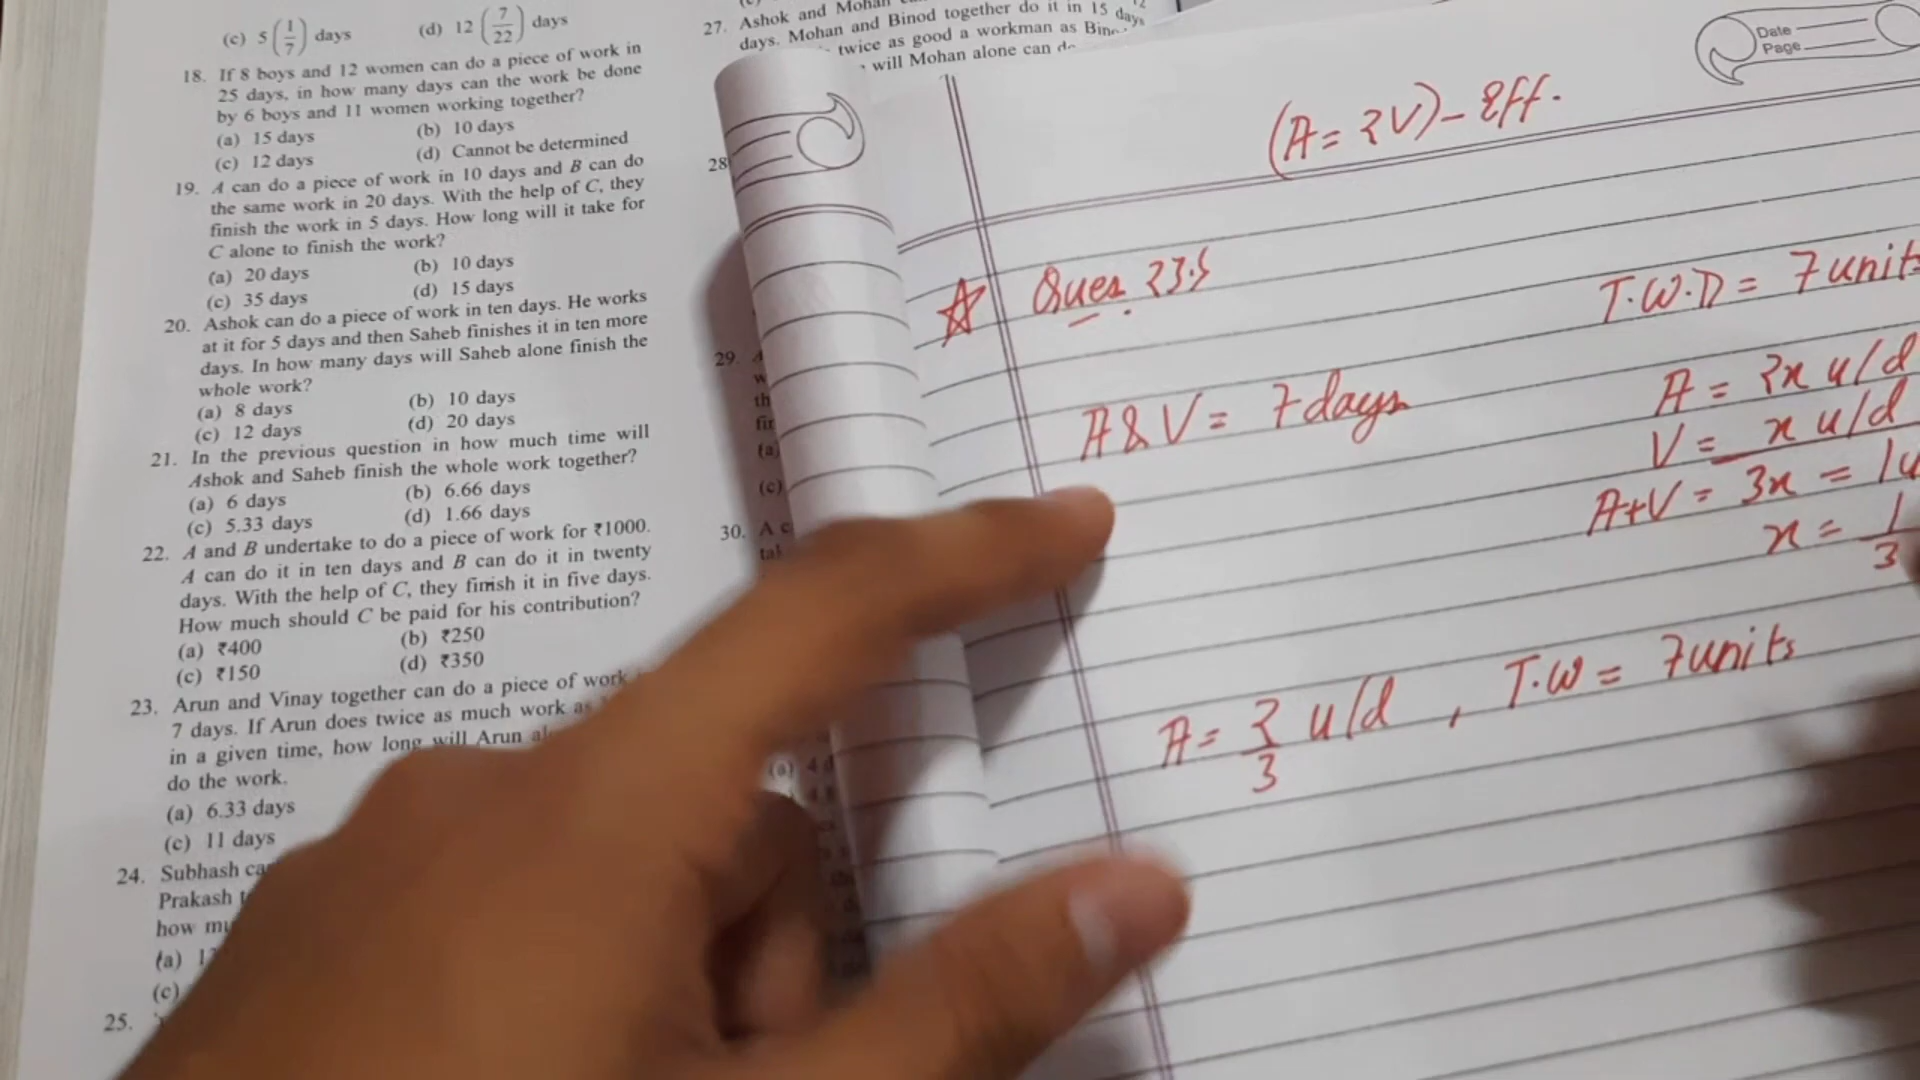 (c) 5 (1/7) days (d) 12 (7/22) days
18. If 8 boys and 12 women can do a piece of work in
25 days, in how many days can the work be done
by 6 boys and 11 women working together?
(a) 15 days (b) 10 days
(c) 12 days (d) Cannot be determined
19. A can do a piece of work in 10 days and B can do
the same work in 20 days. With the help of C, they
finish the work in 5 days. How long will it take for
C alone to finish the work?
(a) 20 days (b) 10 days
(c) 35 days (d) 15 days
20. Ashok can do a piece of work in ten days. He works
at it for 5 days and then Saheb finishes it in ten more
days. In how many days will Saheb alone finish the
whole work?
(a) 8 days (b) 10 days
(c) 12 days (d) 20 days
21. In the previous question in how much time will
Ashok and Saheb finish the whole work together?
(a) 6 days (b) 6.66 days
(c) 5.33 days (d) 1.66 days
22. A and B undertake to do a piece of work for ₹1000.
A can do it in ten days and B can do it in twenty
days. With the help of C, they finish it in five days.
How much should C be paid for his contribution?
(a) ₹400 (b) ₹250
(c) ₹150 (d) ₹350
23. Arun and Vinay together can do a piece of work
7 days. If Arun does twice as much work as
in a given time, how long will Arun
do the work.
(a) 6.33 days
(c) 11 days
24. Subhash
Prakash
how
(a)
(c)
25.
27. Ashok and Mohan
days. Mohan and Binod together do it in 15 days
twice as good a workman as
will Mohan alone can
28
29.
(a)
(c)
30. A
(a) 4
Date
Page
(A = 2V) - Eff.
Ques. 23.
T.W.D = 7 units
A & V = 7 days
A = 2x u/d
V = x u/d
A+V = 3x = 1
x = 1/3
A = 2/3 u/d , T.W = 7 units